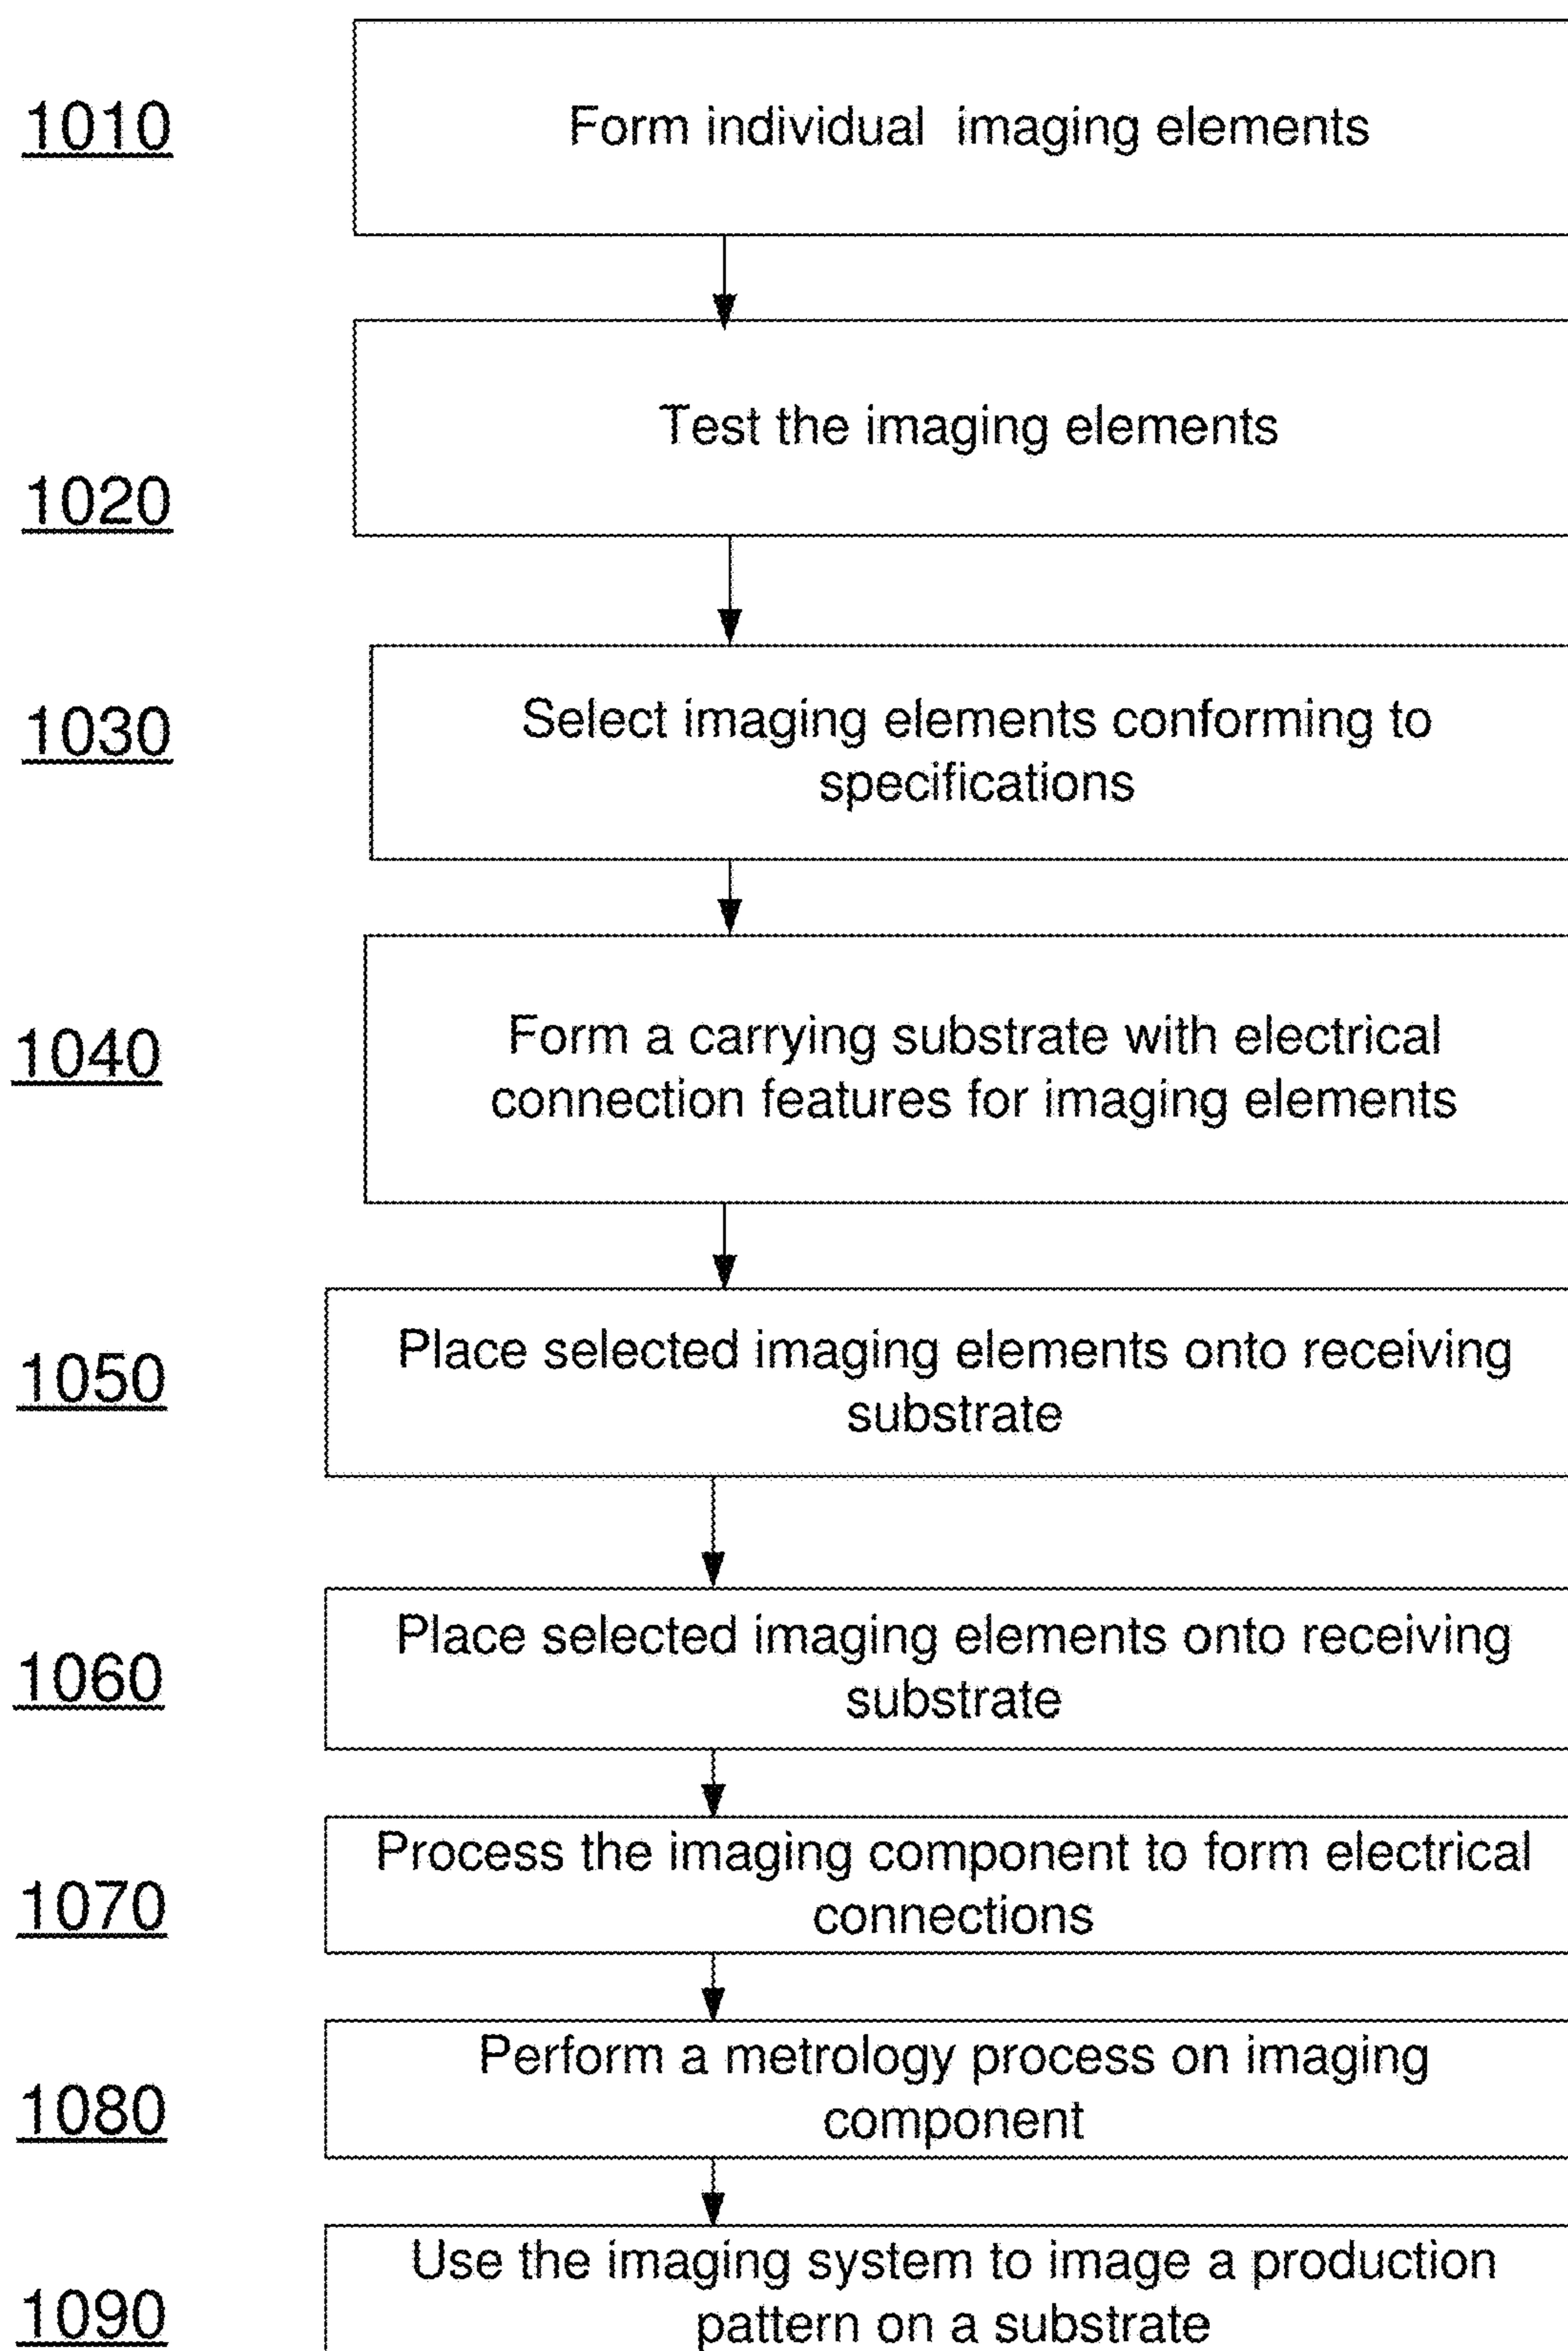 1010
Form individual imaging elements
Test the imaging elements
1020
1030
Select imaging elements conforming to
specifications
1040
Form a carrying substrate with electrical
connection features for imaging elements
1050
Place selected imaging elements onto receiving
substrate
1060
Place selected imaging elements onto receiving
substrate
1070
Process the imaging component to form electrical
connections
1080
Perform a metrology process on imaging
component
1090
Use the imaging system to image a production
pattern on a substrate